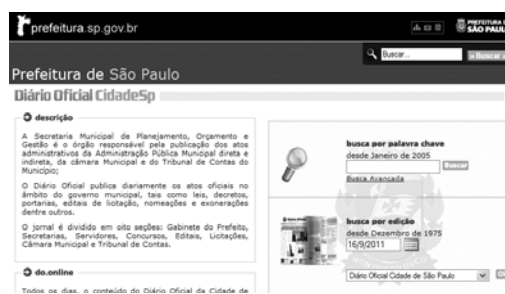 prefeitura.sp.gov.br
PREFEITURA
SÃO PAUL
Buscar...
» Buscar
Prefeitura de São Paulo
Diário Oficial CidadeSp
descrição
A Secretaria Municipal de Planejamento, Orçamento e
Gestão é o órgão responsável pela publicação dos atos
administrativos da Administração Pública Municipal direta e
indireta, da câmara Municipal e do Tribunal de Contas do
Município;
O Diário Oficial publica diariamente os atos oficiais no
âmbito do governo municipal, tais como leis, decretos,
portarias, editais de licitação, nomeações e exonerações
dentre outros.
O jornal é dividido em oito seções: Gabinete do Prefeito,
Secretarias, Servidores, Concursos, Editais, Licitações,
Câmara Municipal e Tribunal de Contas.
do.online
Todos os dias, o conteúdo do Diário Oficial da Cidade de
busca por palavra chave
desde Janeiro de 2005
Buscar
Busca Avançada
busca por edição
desde Dezembro de 1975
16/9/2011
Diário Oficial Cidade de São Paulo